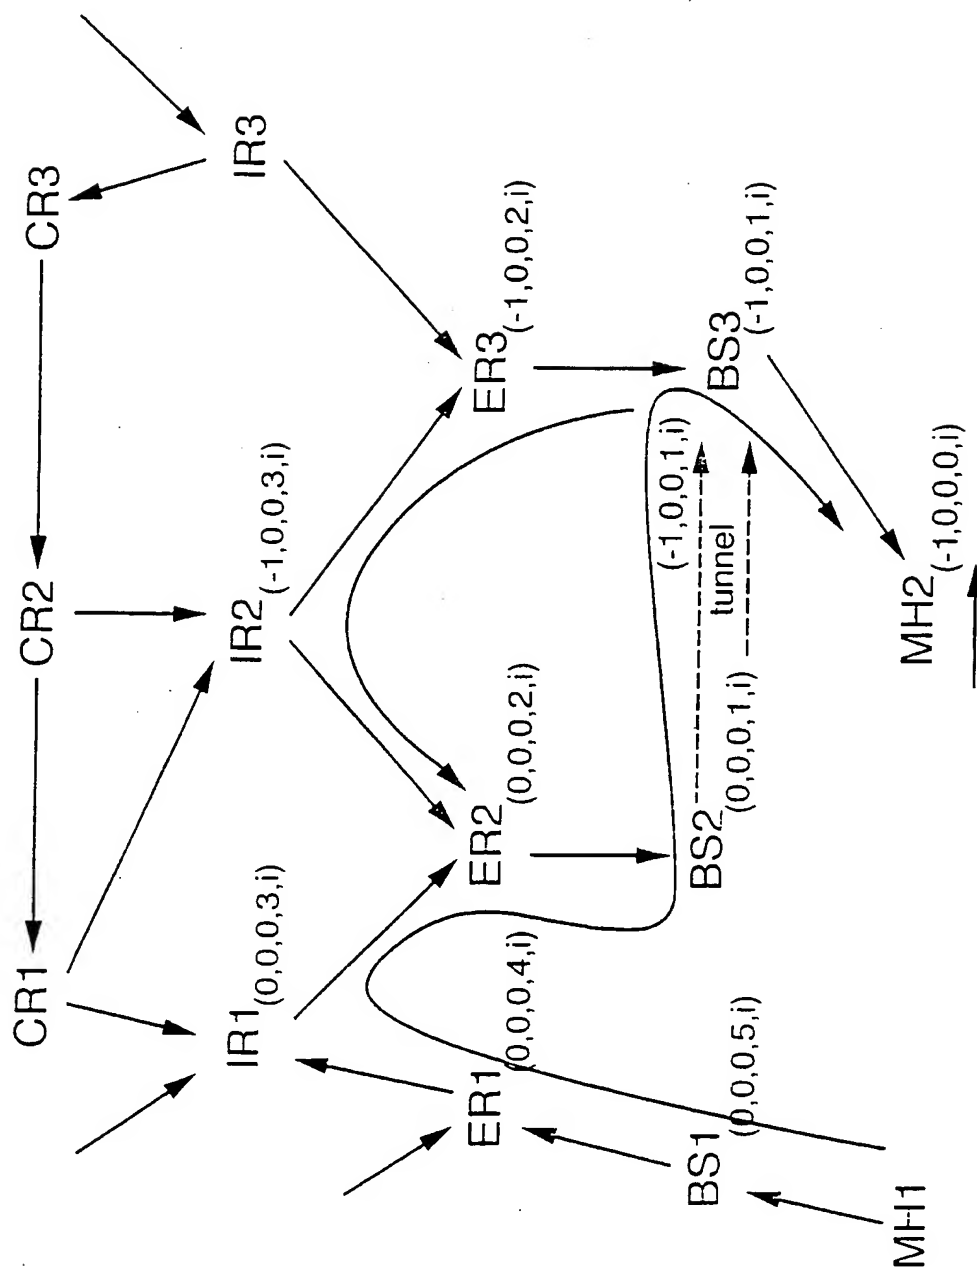 CR1
CR2
CR3
IR1(0,0,0,3,i)
IR2(-1,0,0,3,i)
IR3
ER1(0,0,0,4,i)
ER2(0,0,0,2,i)
ER3(-1,0,0,2,i)
BS1(0,0,0,5,i)
BS2(0,0,0,1,i)
(-1,0,0,1,i)
tunnel
BS3(-1,0,0,1,i)
MH1
MH2(-1,0,0,0,i)